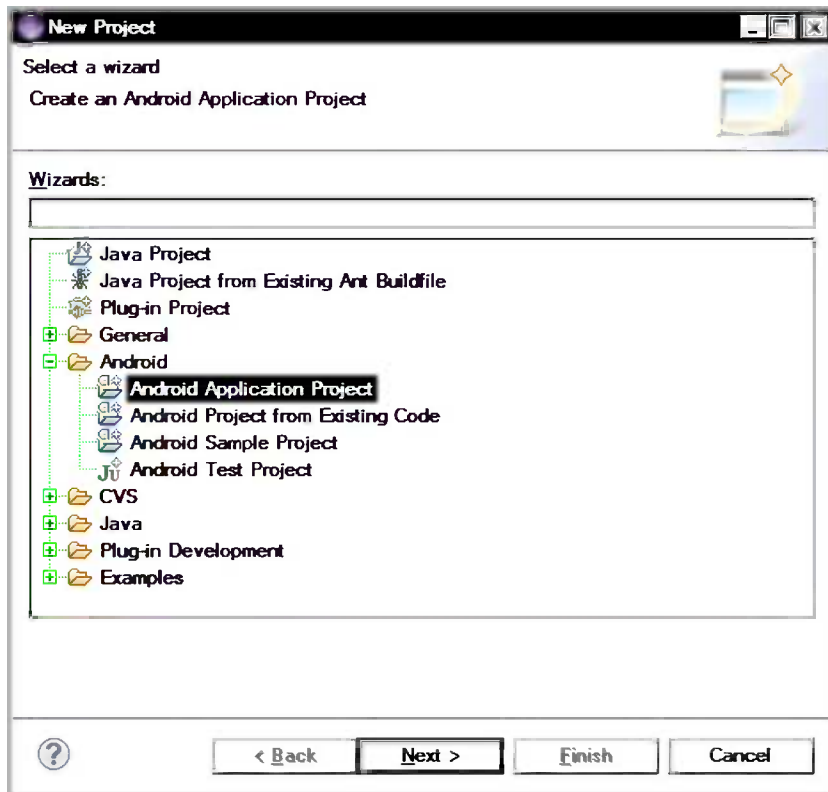 New Project
Select a wizard
Create an Android Application Project
Wizards:
Java Project
Java Project from Existing Ant Buildfile
Plug-in Project
General
Android
Android Application Project
Android Project from Existing Code
Android Sample Project
Android Test Project
CVS
Java
Plug-in Development
Examples
< Back Next > Finish Cancel